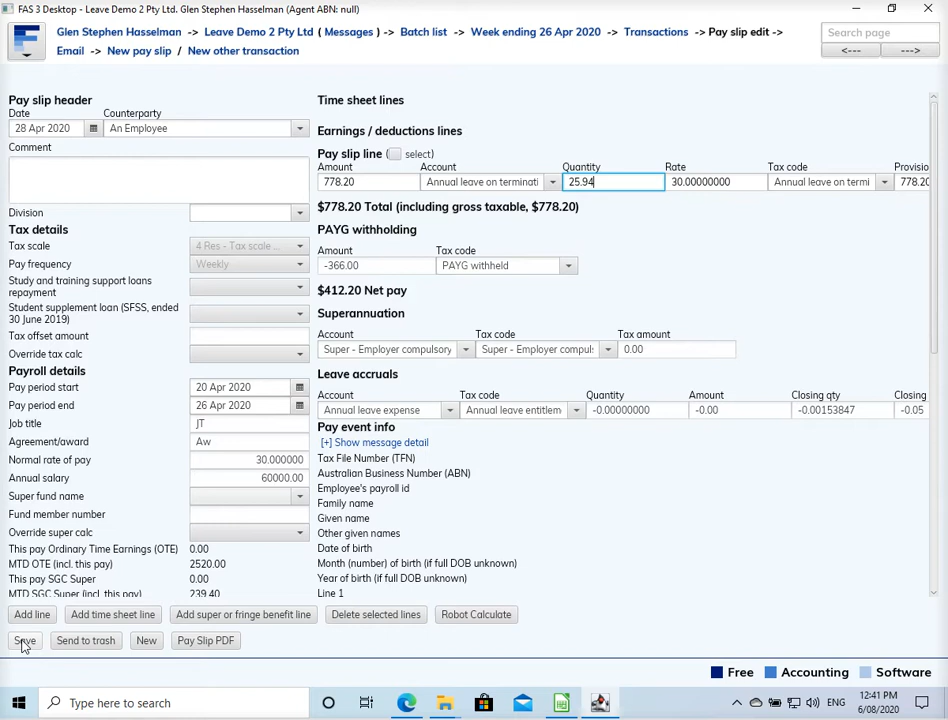 FAS 3 Desktop - Leave Demo 2 Pty Ltd. Glen Stephen Hasselman (Agent ABN: null)
Glen Stephen Hasselman -> Leave Demo 2 Pty Ltd ( Messages ) -> Batch list -> Week ending 26 Apr 2020 -> Transactions -> Pay slip edit ->
Email -> New pay slip / New other transaction
Search page
<--- --->
Pay slip header
Date Counterparty
28 Apr 2020 An Employee
Comment
Division
Tax details
Tax scale 4 Res - Tax scale ...
Pay frequency Weekly
Study and training support loans
repayment
Student supplement loan (SFSS, ended
30 June 2019)
Tax offset amount
Override tax calc
Payroll details
Pay period start 20 Apr 2020
Pay period end 26 Apr 2020
Job title JT
Agreement/award Aw
Normal rate of pay 30.000000
Annual salary 60000.00
Super fund name
Fund member number
Override super calc
This pay Ordinary Time Earnings (OTE) 0.00
MTD OTE (incl. this pay) 2520.00
This pay SGC Super 0.00
MTD SGC Super (incl. this pay) 239.40
Time sheet lines
Earnings / deductions lines
Pay slip line ( select)
Amount Account Quantity Rate Tax code Provisio
778.20 Annual leave on terminati 25.94 30.00000000 Annual leave on termi 778.20
$778.20 Total (including gross taxable, $778.20)
PAYG withholding
Amount Tax code
-366.00 PAYG withheld
$412.20 Net pay
Superannuation
Account Tax code Tax amount
Super - Employer compulsory Super - Employer compul: 0.00
Leave accruals
Account Tax code Quantity Amount Closing qty Closing
Annual leave expense Annual leave entitlem -0.00000000 -0.00 -0.00153847 -0.05
Pay event info
[+] Show message detail
Tax File Number (TFN)
Australian Business Number (ABN)
Employee's payroll id
Family name
Given name
Other given names
Date of birth
Month (number) of birth (if full DOB unknown)
Year of birth (if full DOB unknown)
Line 1
Add line Add time sheet line Add super or fringe benefit line Delete selected lines Robot Calculate
Save Send to trash New Pay Slip PDF
Free Accounting Software
Type here to search
ENG
12:41 PM
6/08/2020